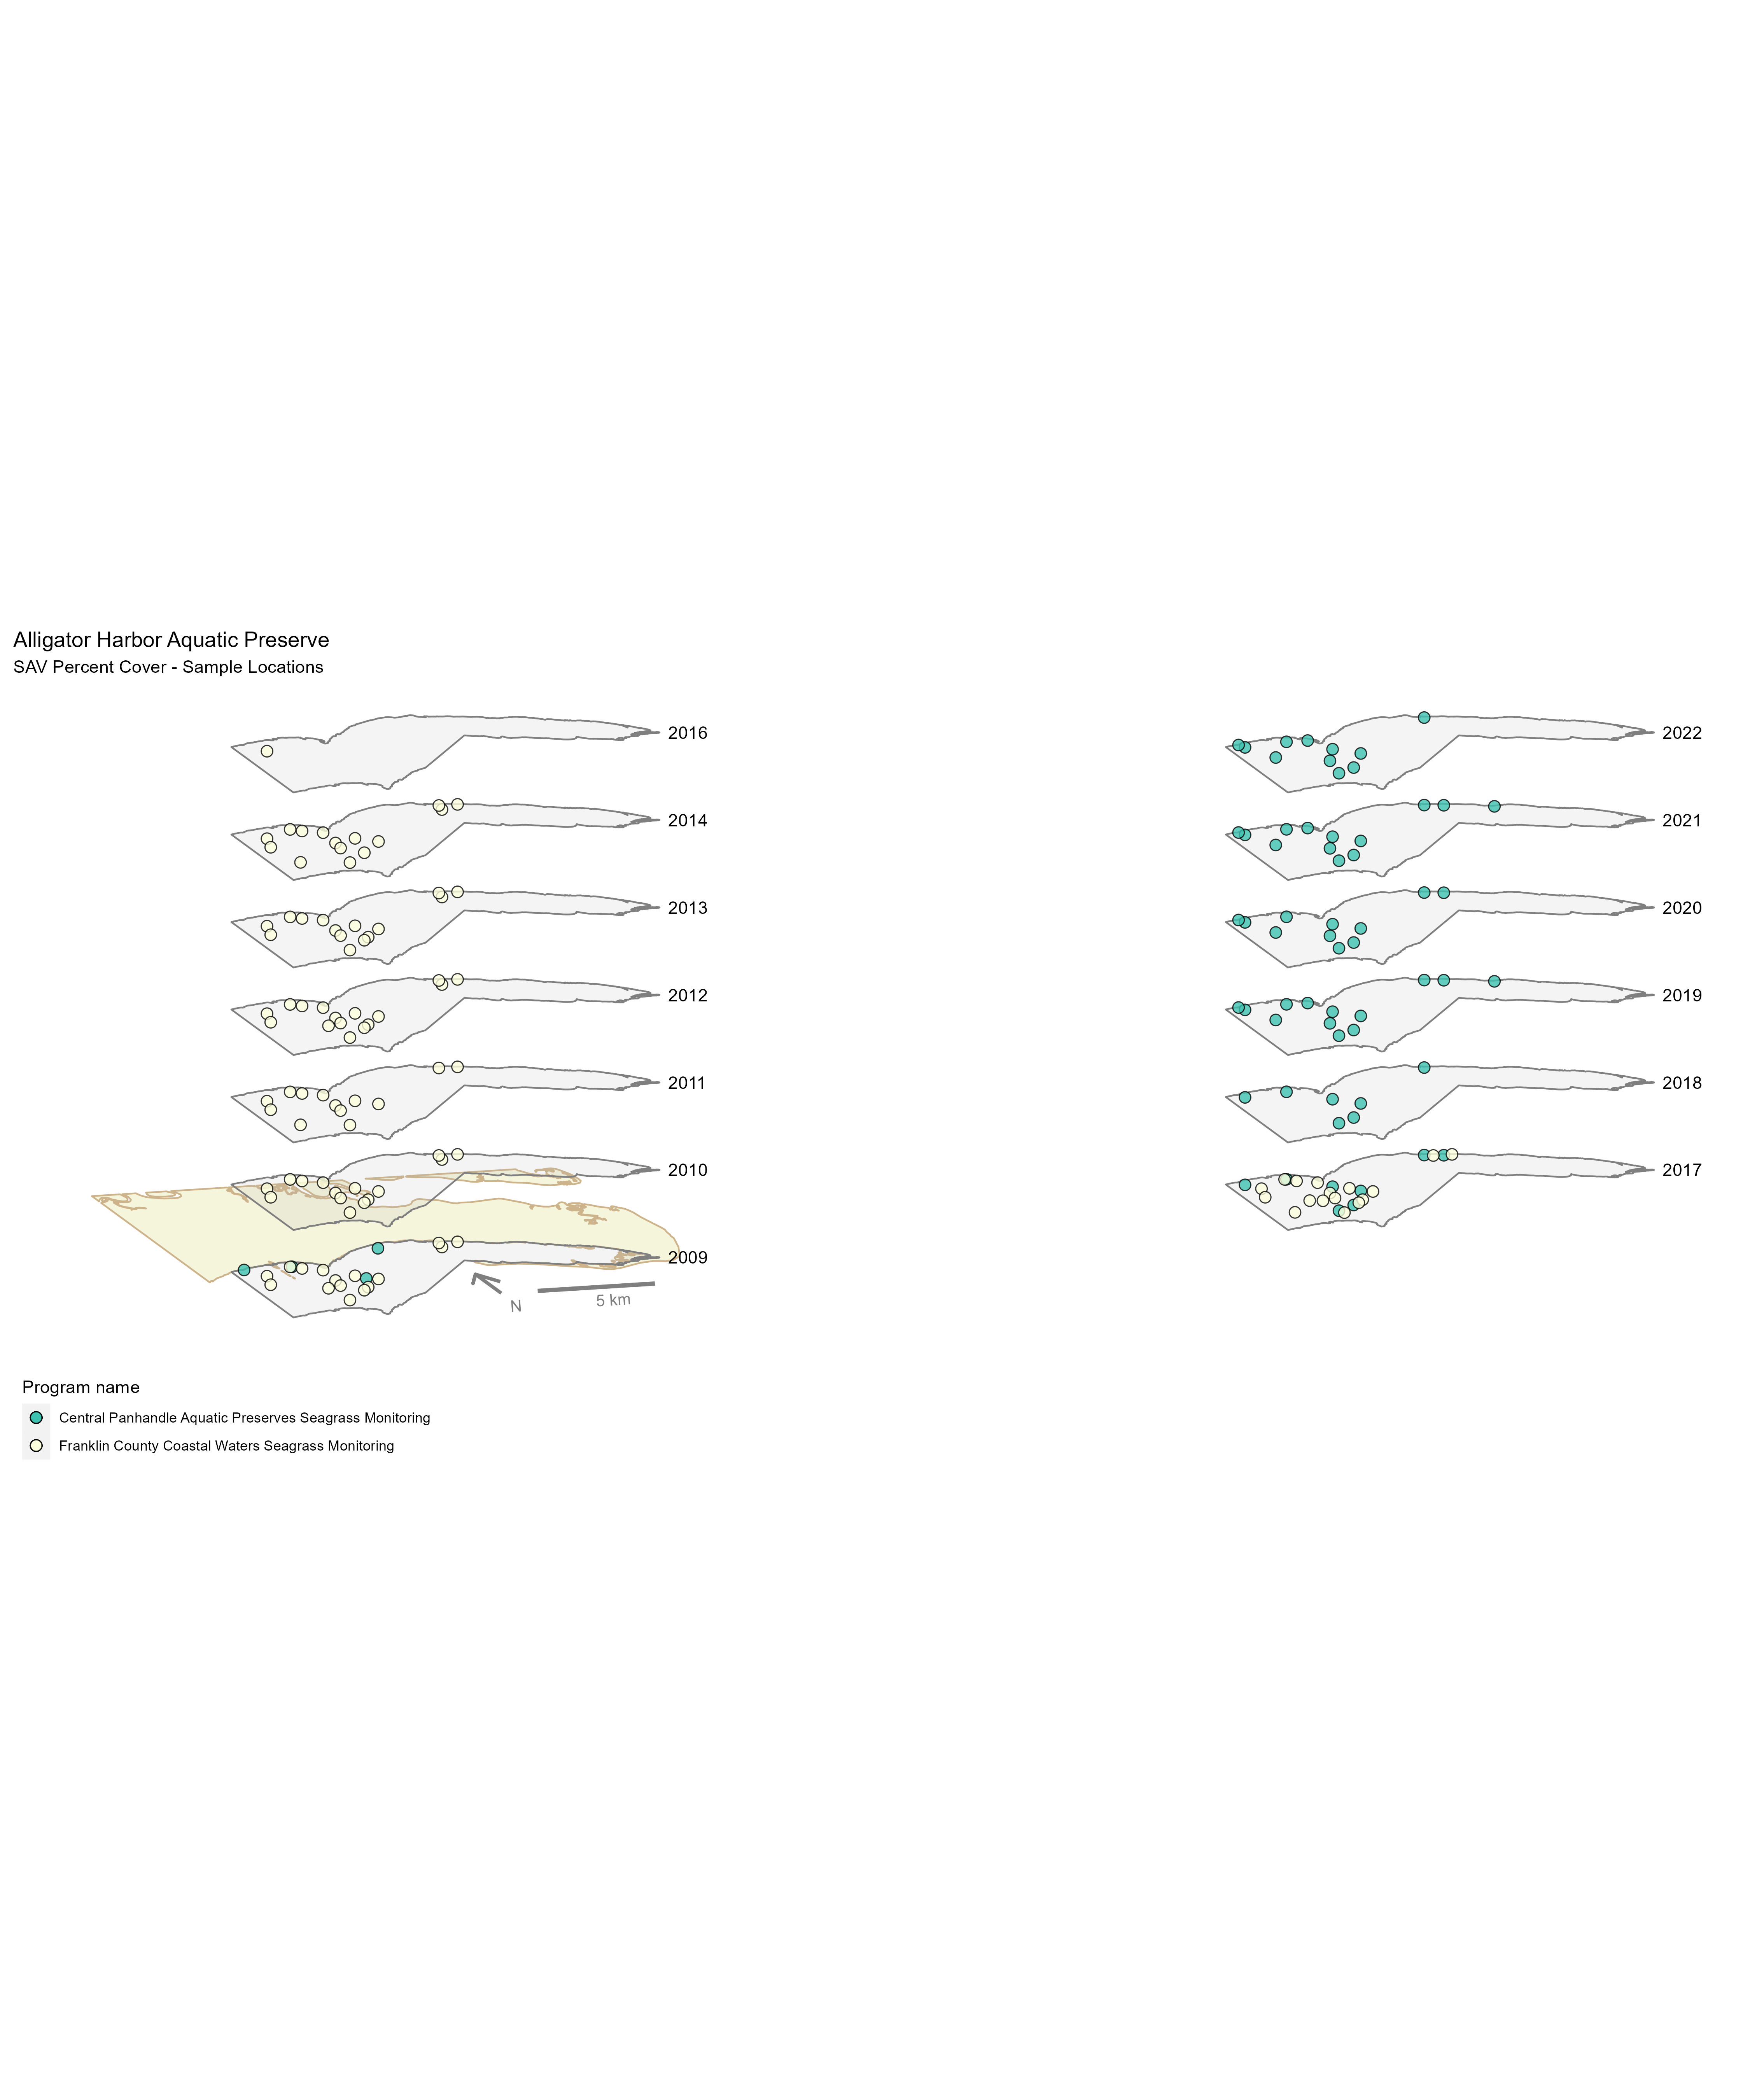 Alligator Harbor Aquatic Preserve
SAV Percent Cover - Sample Locations
2016
2014
2013
2012
2011
2010
2009
N
5 km
2022
2021
2020
2019
2018
2017
Program name
Central Panhandle Aquatic Preserves Seagrass Monitoring
Franklin County Coastal Waters Seagrass Monitoring